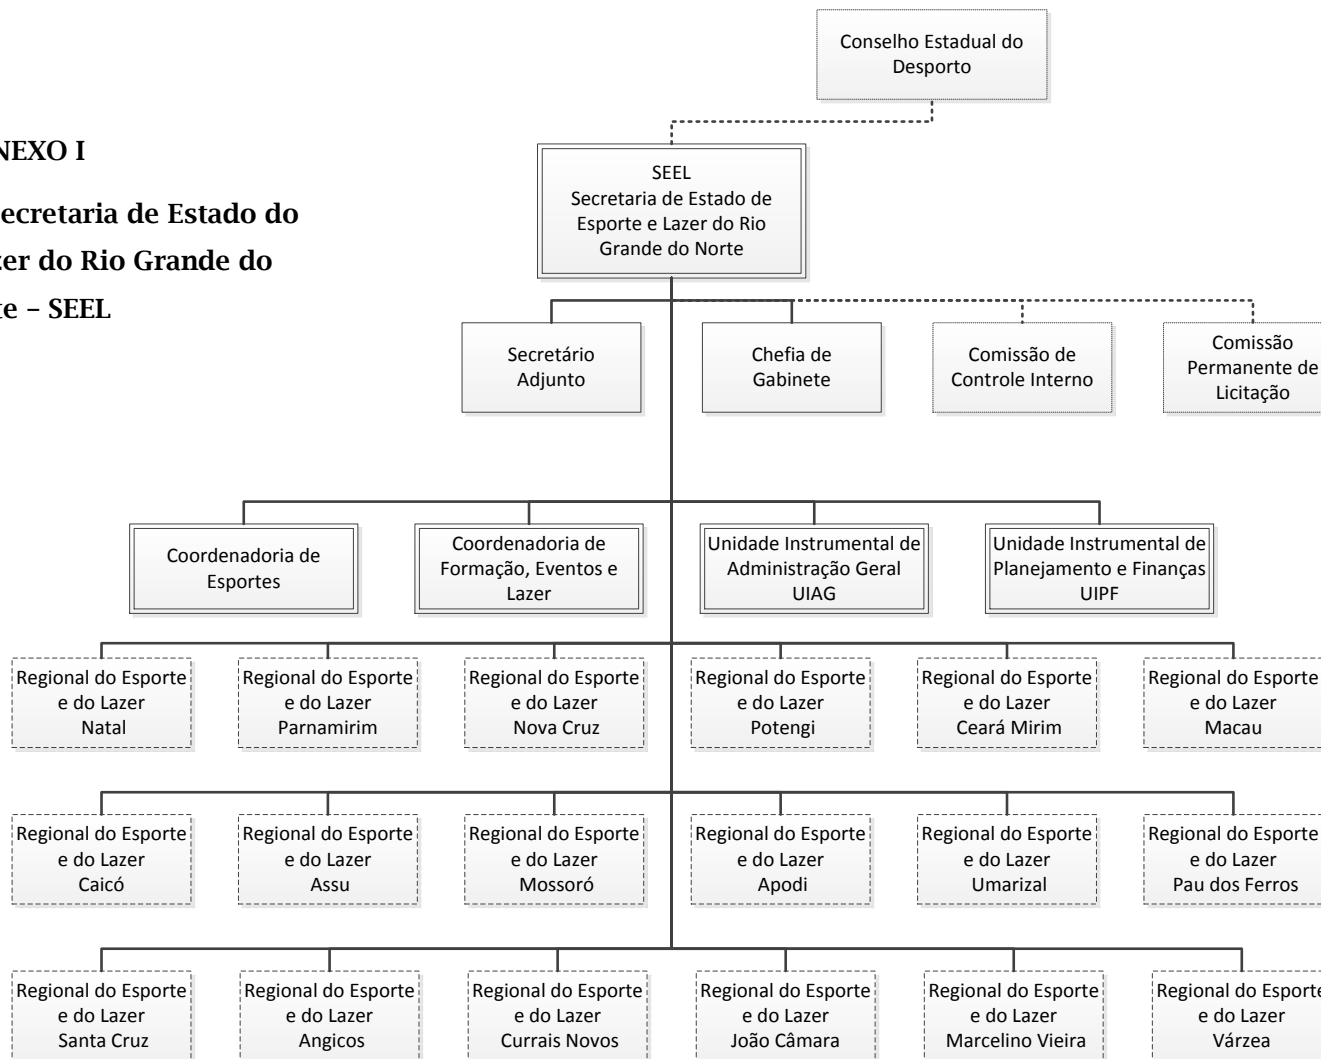 Conselho Estadual do
Desporto
NEXO I
ecretaria de Estado do
zer do Rio Grande do
te – SEEL
SEEL
Secretaria de Estado de
Esporte e Lazer do Rio
Grande do Norte
Secretário
Adjunto
Chefia de
Gabinete
Comissão de
Controle Interno
Comissão
Permanente de
Licitação
Coordenadoria de
Esportes
Coordenadoria de
Formação, Eventos e
Lazer
Unidade Instrumental de
Administração Geral
UIAG
Unidade Instrumental de
Planejamento e Finanças
UIPF
Regional do Esporte
e do Lazer
Natal
Regional do Esporte
e do Lazer
Parnamirim
Regional do Esporte
e do Lazer
Nova Cruz
Regional do Esporte
e do Lazer
Potengi
Regional do Esporte
e do Lazer
Ceará Mirim
Regional do Esporte
e do Lazer
Macau
Regional do Esporte
e do Lazer
Caicó
Regional do Esporte
e do Lazer
Assu
Regional do Esporte
e do Lazer
Mossoró
Regional do Esporte
e do Lazer
Apodi
Regional do Esporte
e do Lazer
Umarizal
Regional do Esporte
e do Lazer
Pau dos Ferros
Regional do Esporte
e do Lazer
Santa Cruz
Regional do Esporte
e do Lazer
Angicos
Regional do Esporte
e do Lazer
Currais Novos
Regional do Esporte
e do Lazer
João Câmara
Regional do Esporte
e do Lazer
Marcelino Vieira
Regional do Esporte
e do Lazer
Várzea